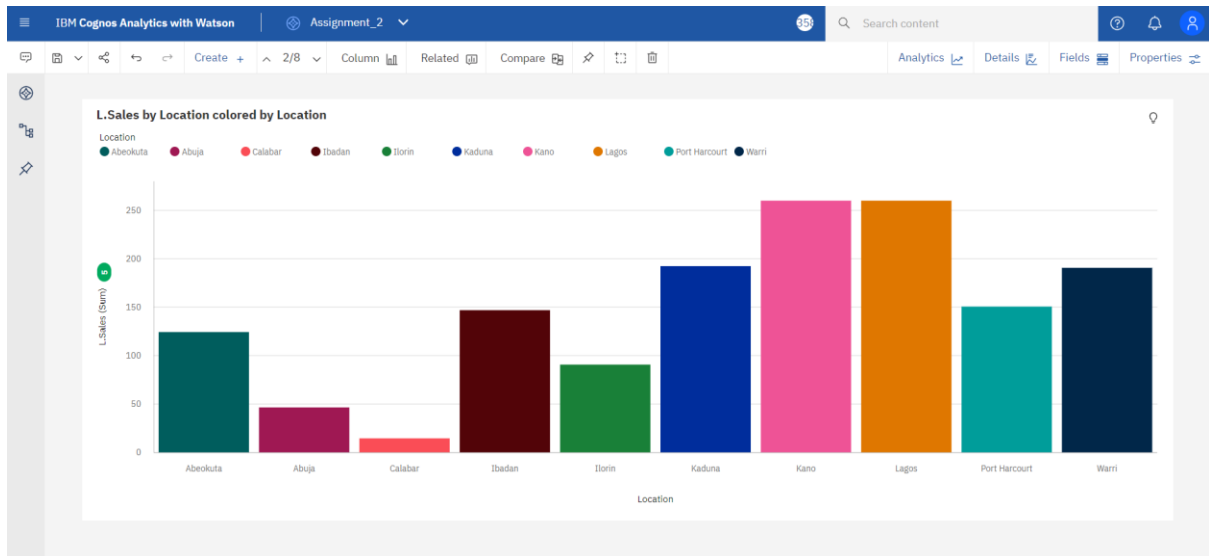 IBM Cognos Analytics with Watson
Assignment_2
Search content
Create +
2/8
Column
Related
Compare
Analytics
Details
Fields
Properties
L.Sales by Location colored by Location
Location
Abeokuta Abuja Calabar Ibadan Ilorin Kaduna Kano Lagos Port Harcourt Warri
250
200
150
100
50
0
L.Sales (Sum)
5
Abeokuta Abuja Calabar Ibadan Ilorin Kaduna Kano Lagos Port Harcourt Warri
Location